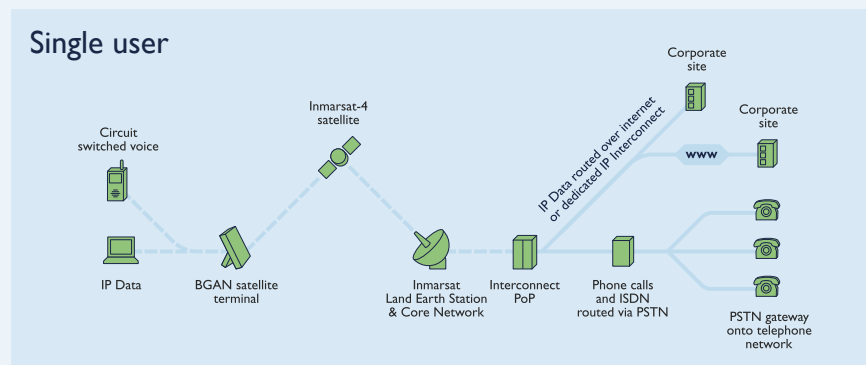 Single user
Corporate
site
Inmarsat-4
satellite
Corporate
site
Circuit
switched voice
IP Data routed over internet
or dedicated IP Interconnect
www
IP Data
BGAN satellite
terminal
Inmarsat
Land Earth Station
& Core Network
Interconnect
PoP
Phone calls
and ISDN
routed via PSTN
PSTN gateway
onto telephone
network